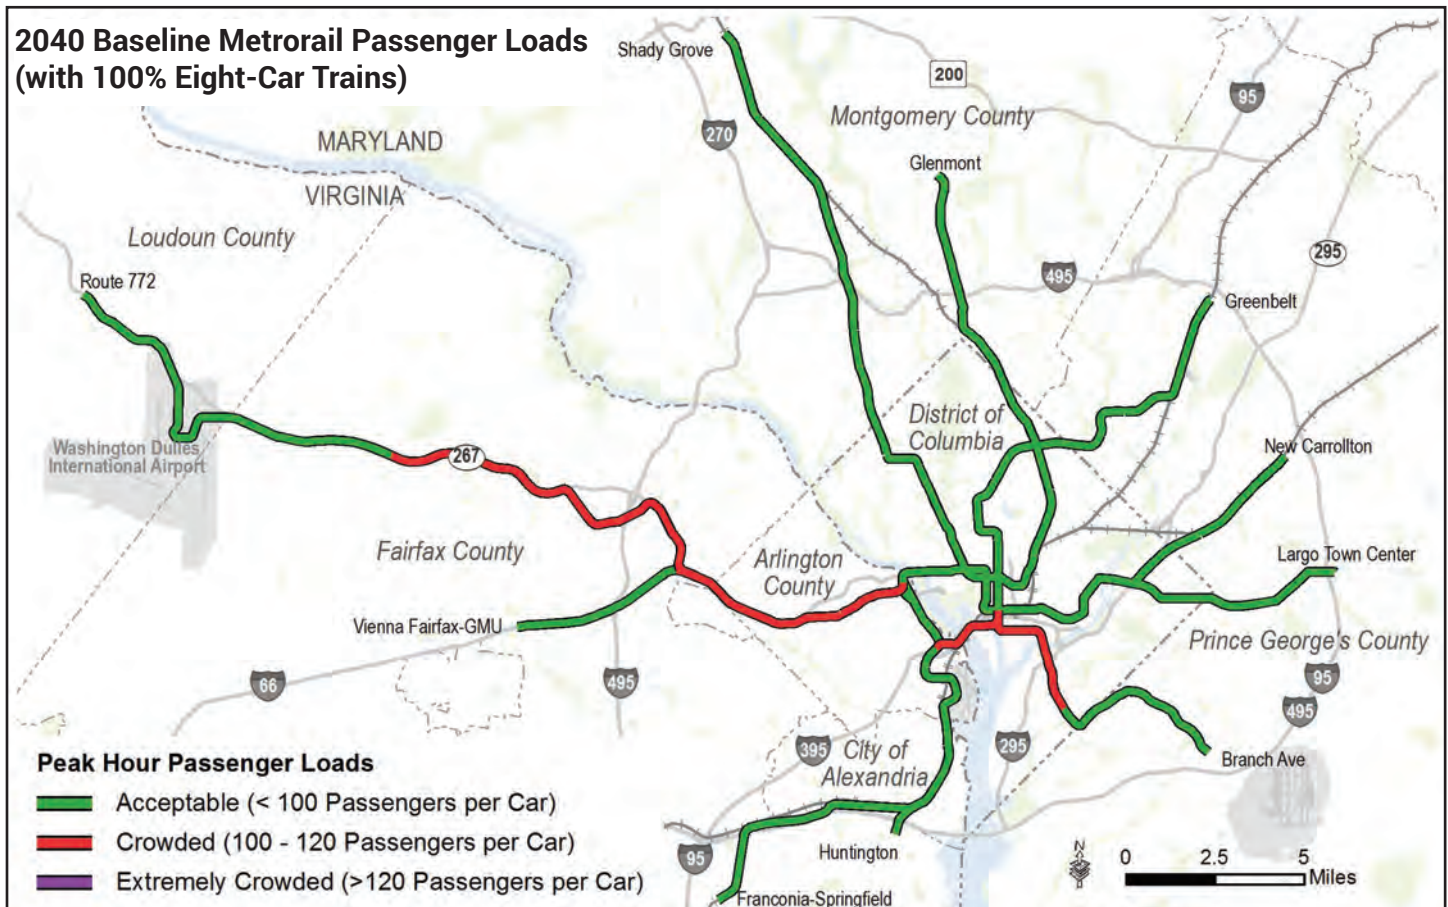 2040 Baseline Metrorail Passenger Loads
(with 100% Eight-Car Trains)
Shady Grove
200
95
Montgomery County
270
MARYLAND
Glenmont
VIRGINIA
Loudoun County
295
495
Route 772
Greenbelt
District of
Columbia
Washington Dulles
International Airport
267
New Carrollton
Fairfax County
Arlington
County
Largo Town Center
Vienna Fairfax-GMU
Prince George's County
66
495
95
495
395
City of
Alexandria
295
Branch Ave
Peak Hour Passenger Loads
Acceptable (< 100 Passengers per Car)
Crowded (100 - 120 Passengers per Car)
Extremely Crowded (>120 Passengers per Car)
95
Huntington
Franconia-Springfield
N
0 2.5 5
Miles